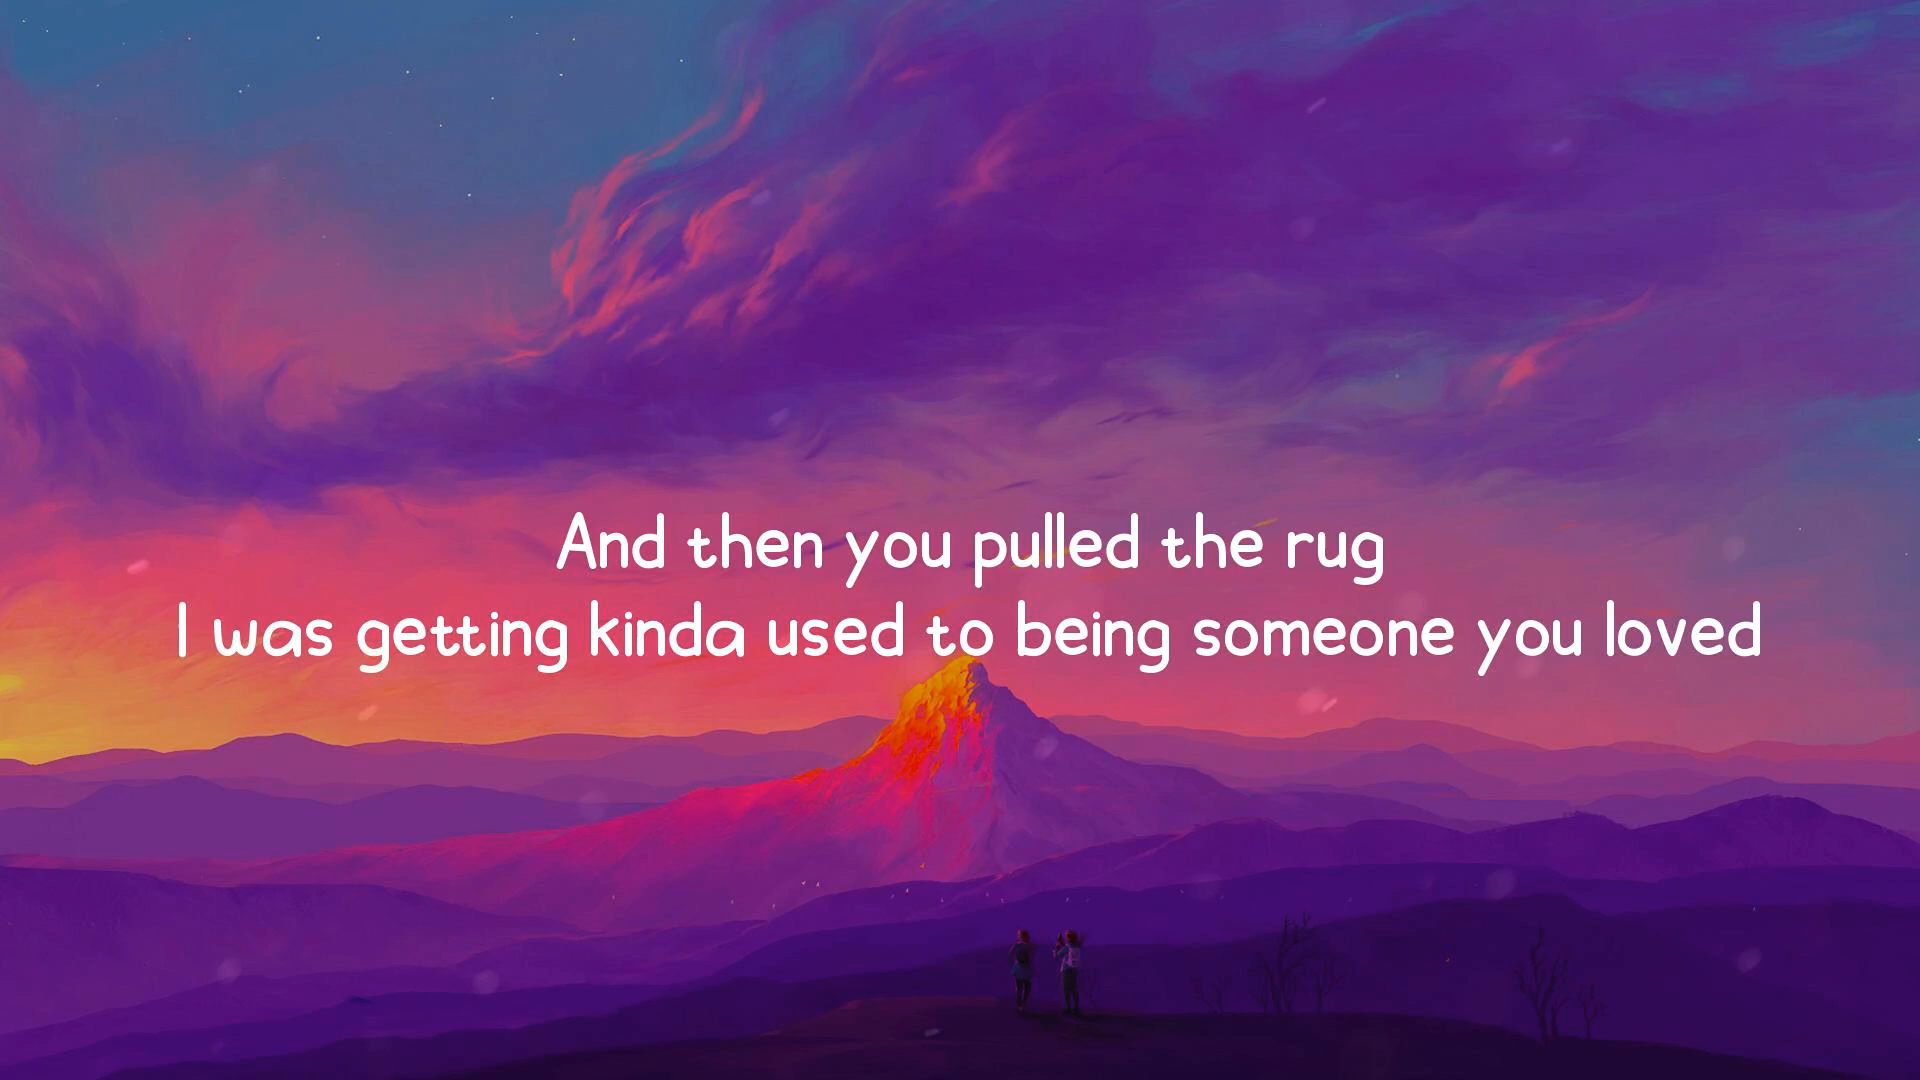 And then you pulled the rug
I was getting kinda used to being someone you loved